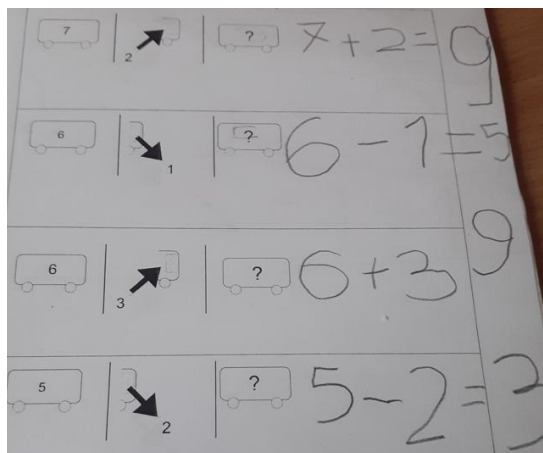 7 2 ? 7 + 2 = 9
6 1 ? 6 - 1 = 5
6 3 ? 6 + 3 9
5 2 ? 5 - 2 = 3